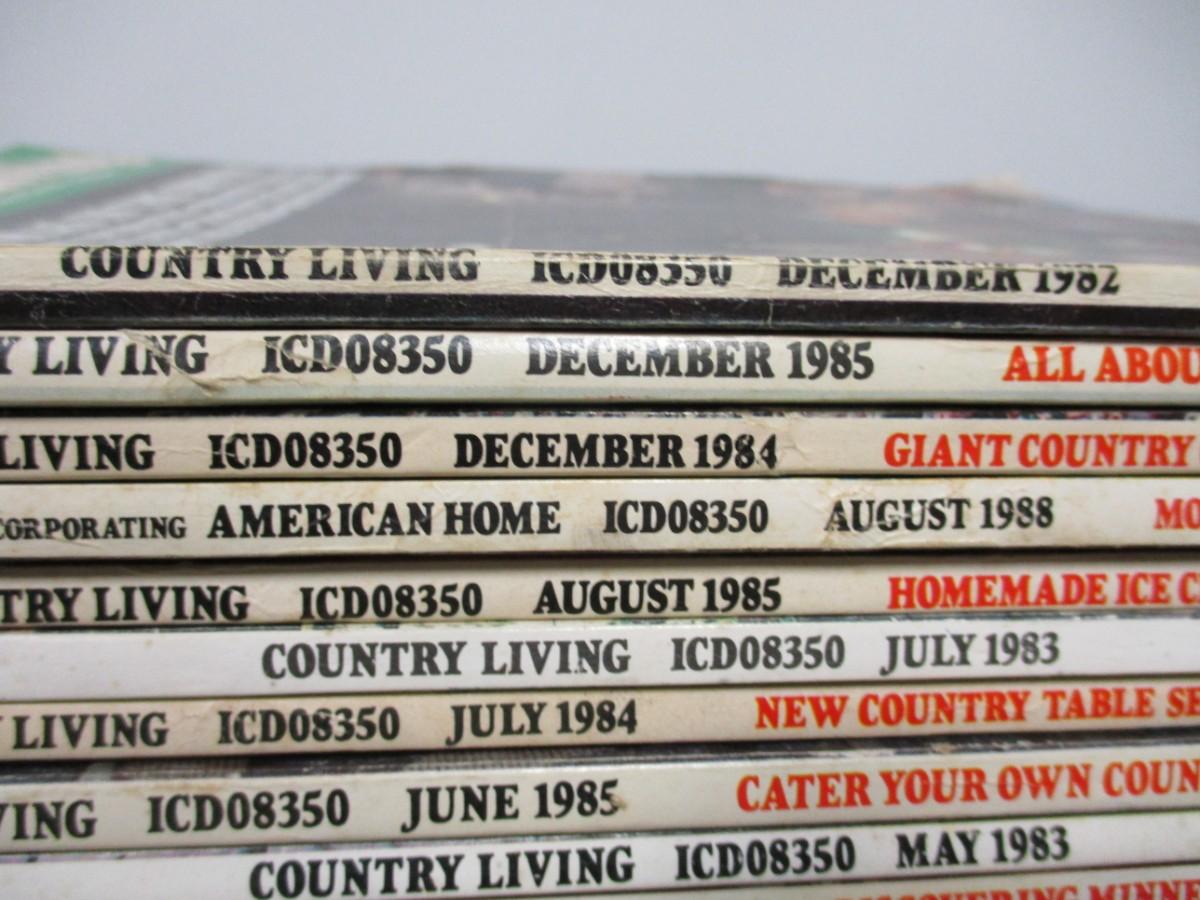 COUNTRY LIVING ICD08350 DECEMBER 1982
Y LIVING ICD08350 DECEMBER 1985 ALL ABOU
LIVING ICD08350 DECEMBER 1984 GIANT COUNTRY
CORPORATING AMERICAN HOME ICD08350 AUGUST 1988 MO
TRY LIVING ICD08350 AUGUST 1985 HOMEMADE ICE C
COUNTRY LIVING ICD08350 JULY 1983
Y LIVING ICD08350 JULY 1984 NEW COUNTRY TABLE SE
VING ICD08350 JUNE 1985 CATER YOUR OWN COUN
COUNTRY LIVING ICD08350 MAY 1983
DISCOVERING MINNE